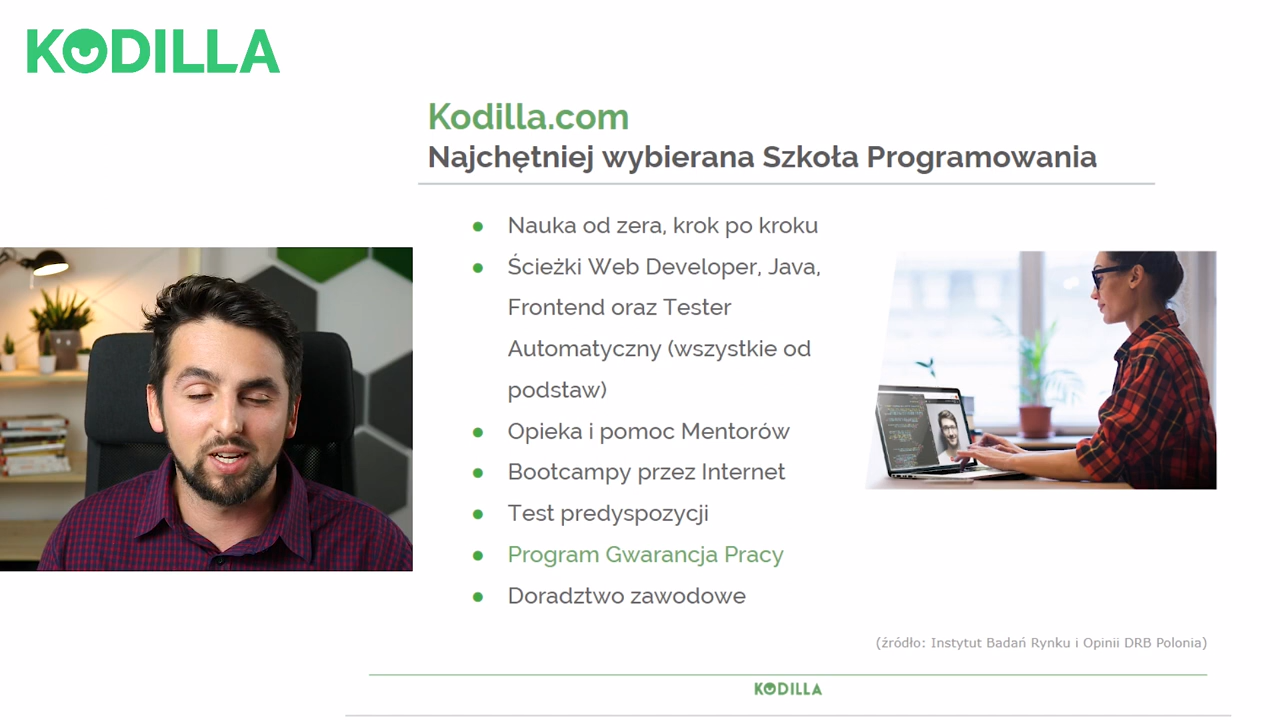 KODILLA
Kodilla.com
Najchętniej wybierana Szkoła Programowania
● Nauka od zera, krok po kroku
● Ścieżki Web Developer, Java,
Frontend oraz Tester
Automatyczny (wszystkie od
podstaw)
● Opieka i pomoc Mentorów
● Bootcampy przez Internet
● Test predyspozycji
● Program Gwarancja Pracy
● Doradztwo zawodowe
(źródło: Instytut Badań Rynku i Opinii DRB Polonia)
KODILLA